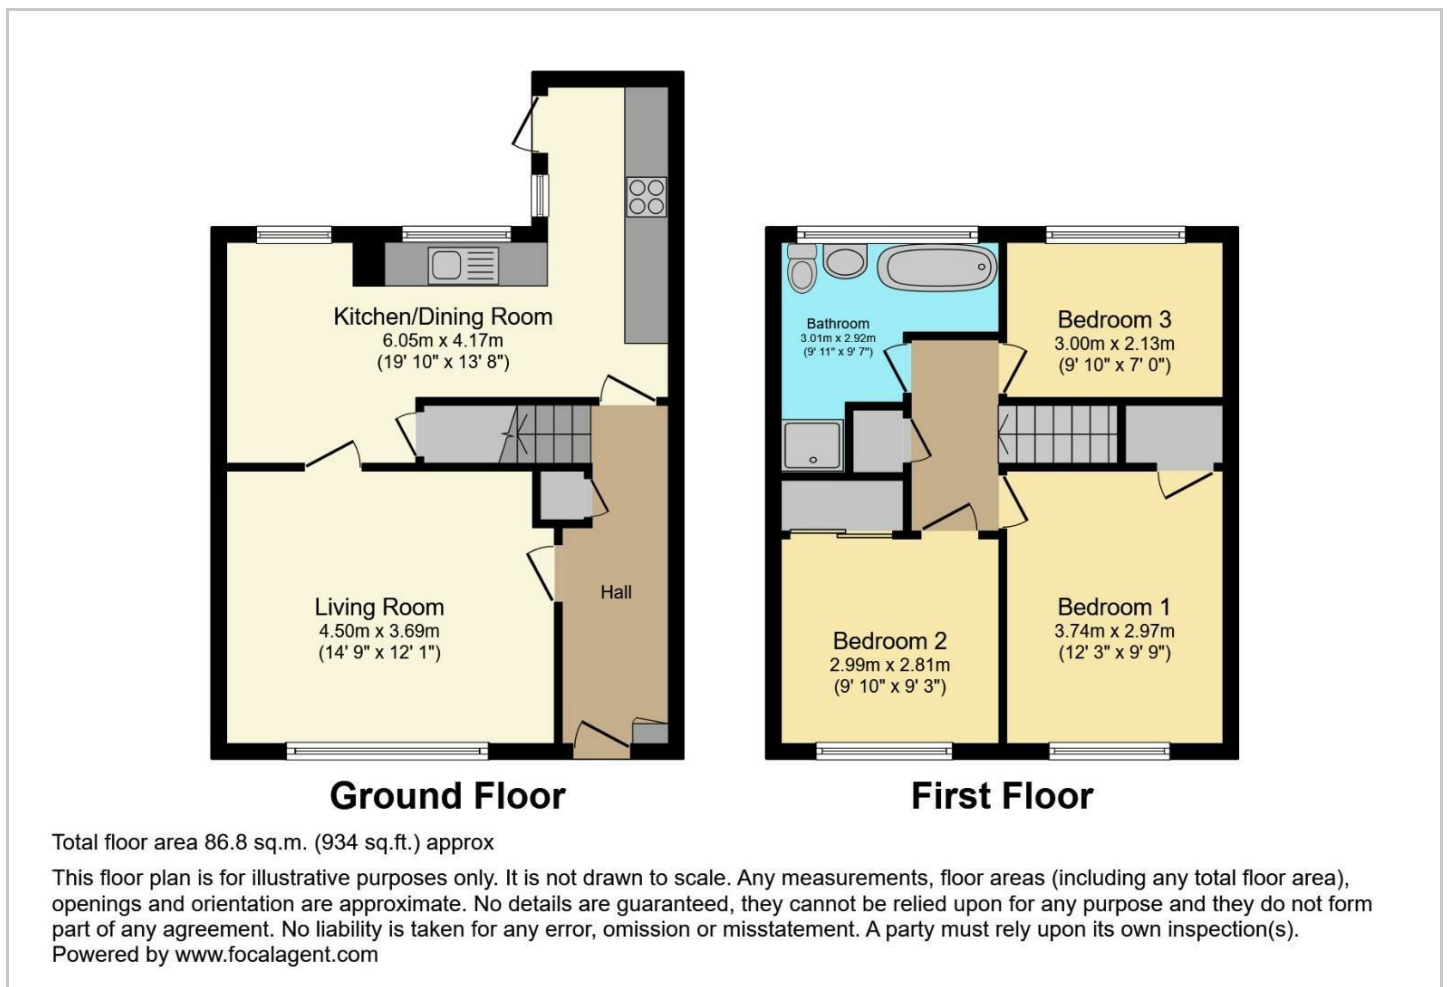 Kitchen/Dining Room
6.05m x 4.17m
(19' 10" x 13' 8")
Living Room
4.50m x 3.69m
(14' 9" x 12' 1")
Hall
Ground Floor
Bathroom
3.01m x 2.92m
(9' 11" x 9' 7")
Bedroom 3
3.00m x 2.13m
(9' 10" x 7' 0")
Bedroom 2
2.99m x 2.81m
(9' 10" x 9' 3")
Bedroom 1
3.74m x 2.97m
(12' 3" x 9' 9")
First Floor
Total floor area 86.8 sq.m. (934 sq.ft.) approx
This floor plan is for illustrative purposes only. It is not drawn to scale. Any measurements, floor areas (including any total floor area),
openings and orientation are approximate. No details are guaranteed, they cannot be relied upon for any purpose and they do not form
part of any agreement. No liability is taken for any error, omission or misstatement. A party must rely upon its own inspection(s).
Powered by www.focalagent.com